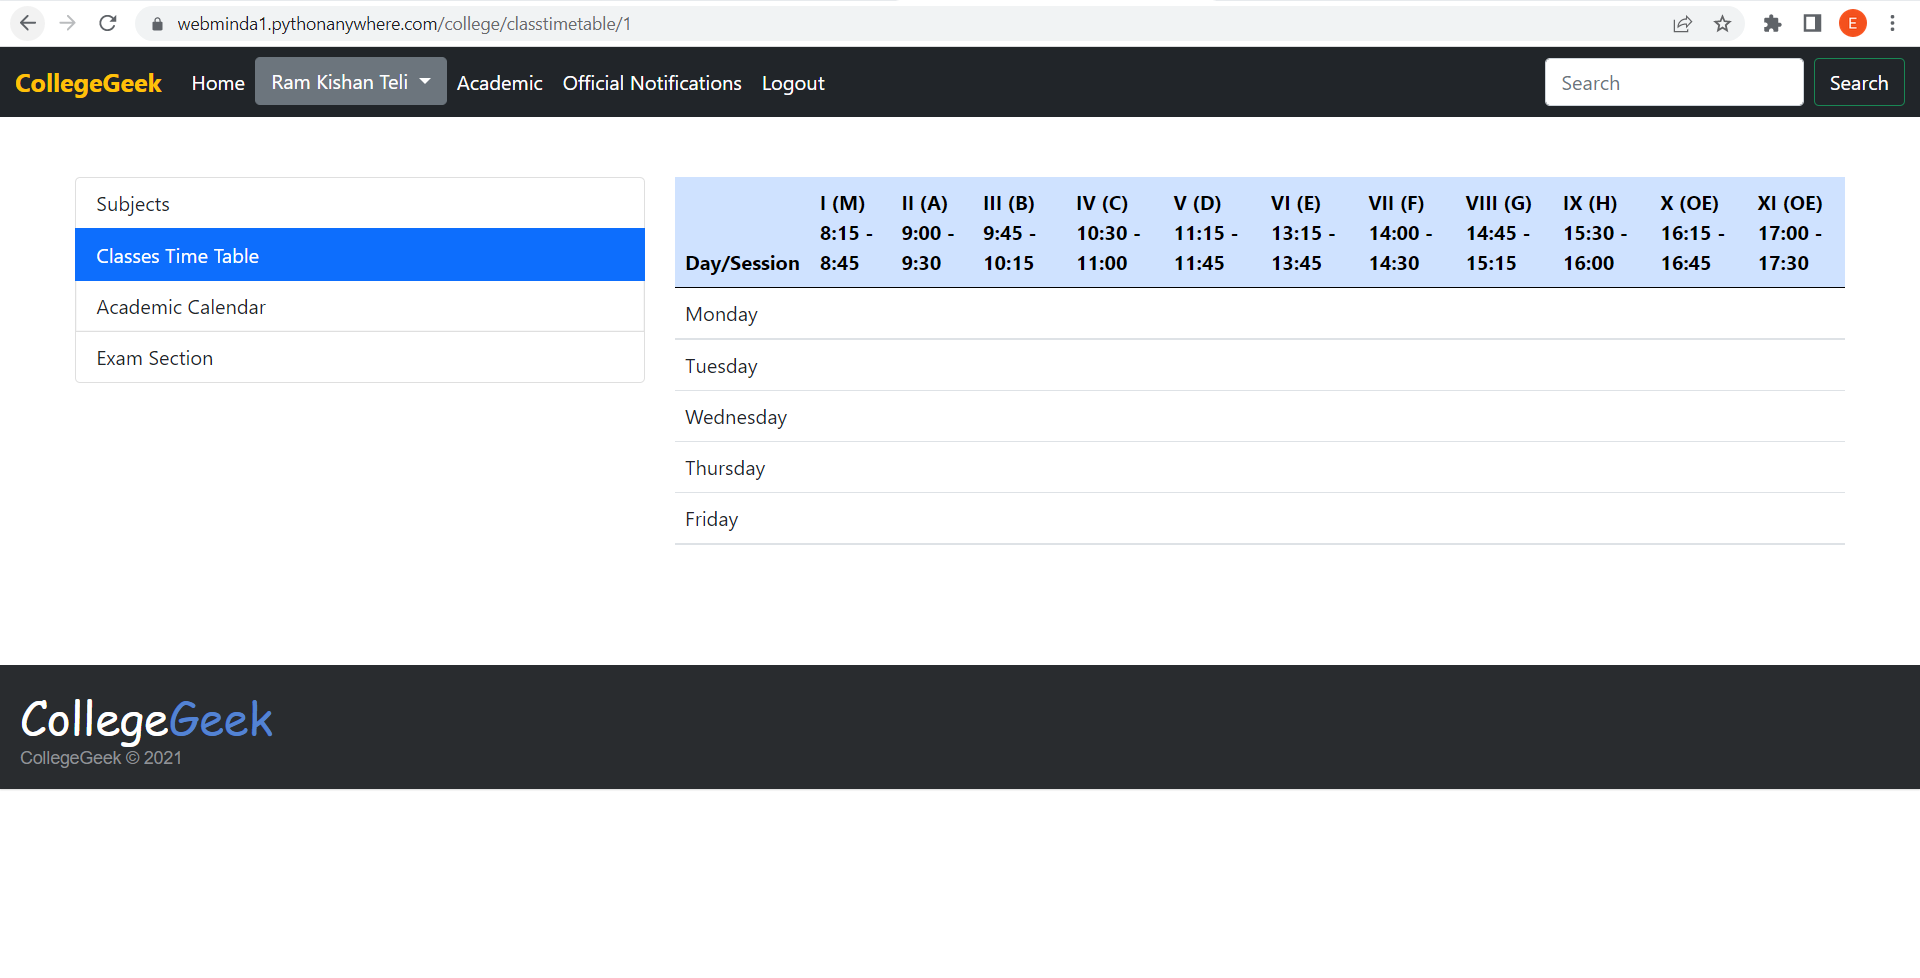 webminda1.pythonanywhere.com/college/classtimetable/1
E
CollegeGeek Home Ram Kishan Teli Academic Official Notifications Logout Search Search
Subjects
Classes Time Table
Academic Calendar
Exam Section
I (M) II (A) III (B) IV (C) V (D) VI (E) VII (F) VIII (G) IX (H) X (OE) XI (OE)
8:15 - 9:00 - 9:45 - 10:30 - 11:15 - 13:15 - 14:00 - 14:45 - 15:30 - 16:15 - 17:00 -
Day/Session 8:45 9:30 10:15 11:00 11:45 13:45 14:30 15:15 16:00 16:45 17:30
Monday
Tuesday
Wednesday
Thursday
Friday
CollegeGeek
CollegeGeek © 2021